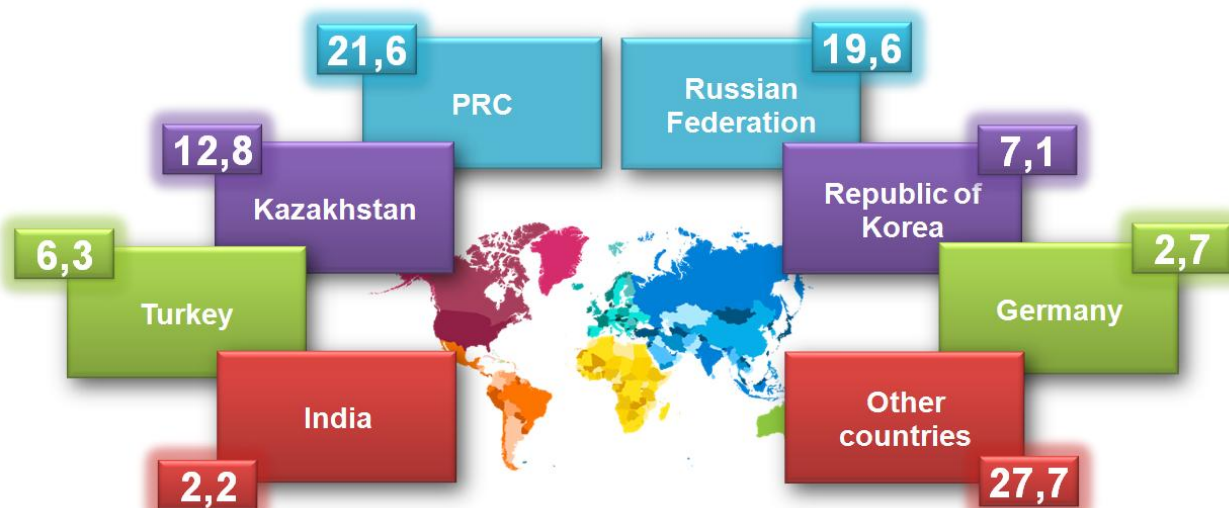 21,6
PRC
19,6
Russian
Federation
12,8
Kazakhstan
7,1
Republic of
Korea
6,3
Turkey
2,7
Germany
India
2,2
Other
countries
27,7